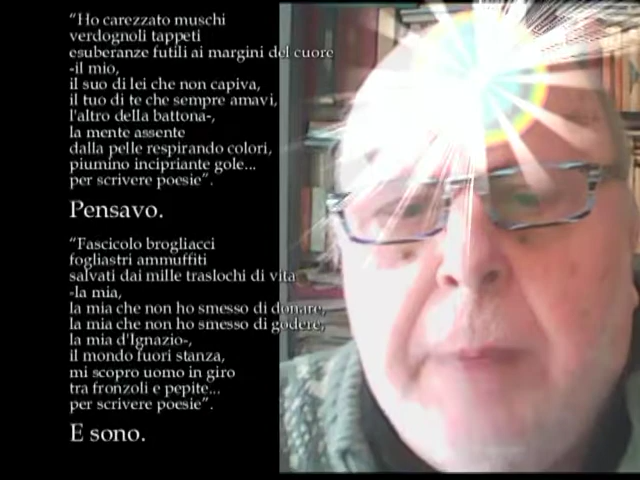 “Ho carezzato muschi
verdognoli tappeti
esuberanze futili ai margini del cuore
-il mio,
il suo di lei che non capiva,
il tuo di te che sempre amavi,
l'altro della battona-,
la mente assente
dalla pelle respirando colori,
piumino incipriante gole...
per scrivere poesie”.
Pensavo.
“Fascicolo brogliacci
fogliastri ammuffiti
salvati dai mille traslochi di vita
-la mia,
la mia che non ho smesso di donare,
la mia che non ho smesso di godere,
la mia d'Ignazio-,
il mondo fuori stanza,
mi scopro uomo in giro
tra fronzoli e pepite...
per scrivere poesie”.
E sono.